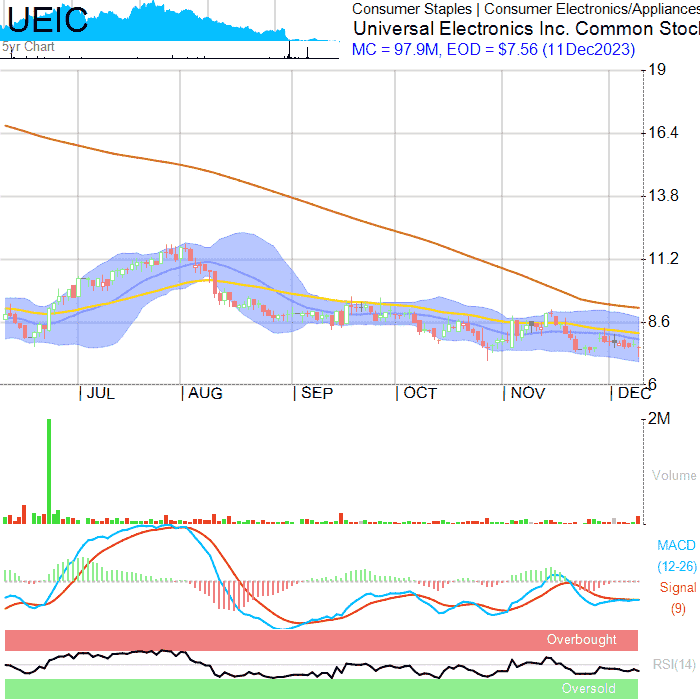 UEIC
5yr Chart
Consumer Staples | Consumer Electronics/Appliances
Universal Electronics Inc. Common Stoc
MC = 97.9M, EOD = $7.56 (11Dec2023)
19
16.4
13.8
11.2
8.6
6
JUL AUG SEP OCT NOV DEC
2M
Volume
MACD
(12-26)
Signal
(9)
Overbought
RSI(14)
Oversold